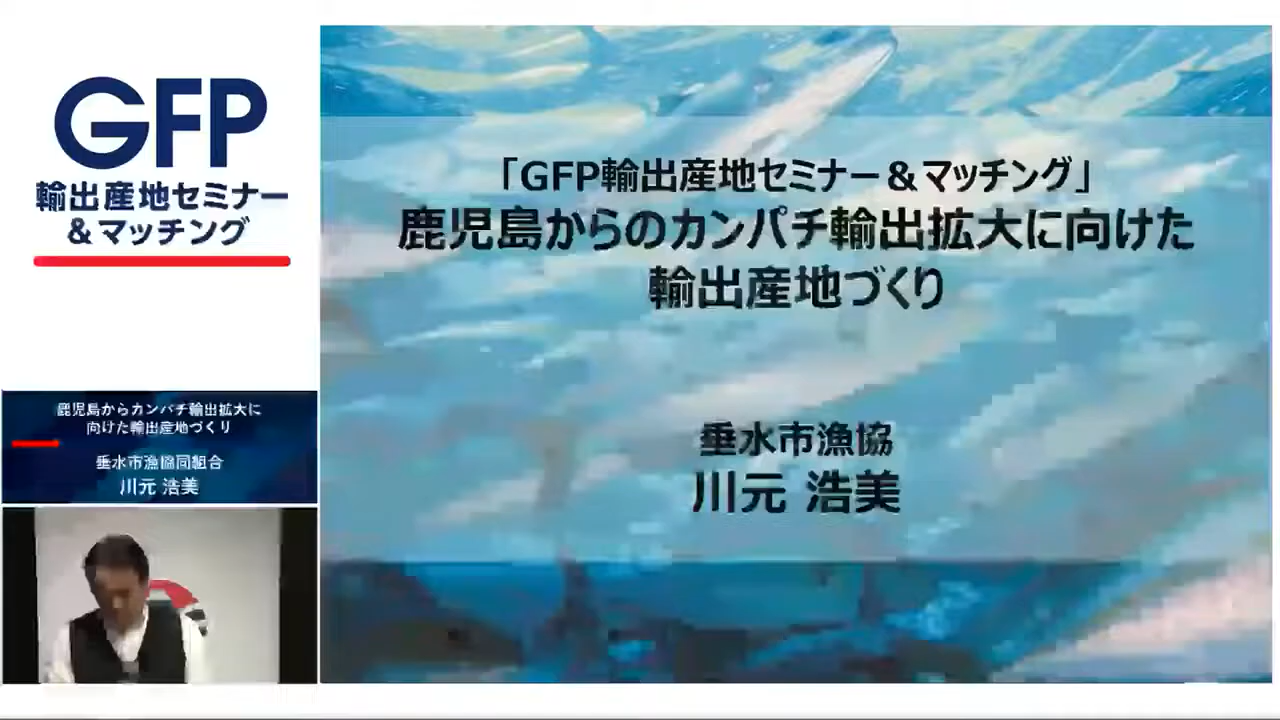 GFP
輸出産地セミナー
&マッチング
鹿児島からカンパチ輸出拡大に
向けた輸出産地づくり
垂水市漁協同組合
川元 浩美
「GFP輸出産地セミナー&マッチング」
鹿児島からのカンパチ輸出拡大に向けた
輸出産地づくり
垂水市漁協
川元 浩美